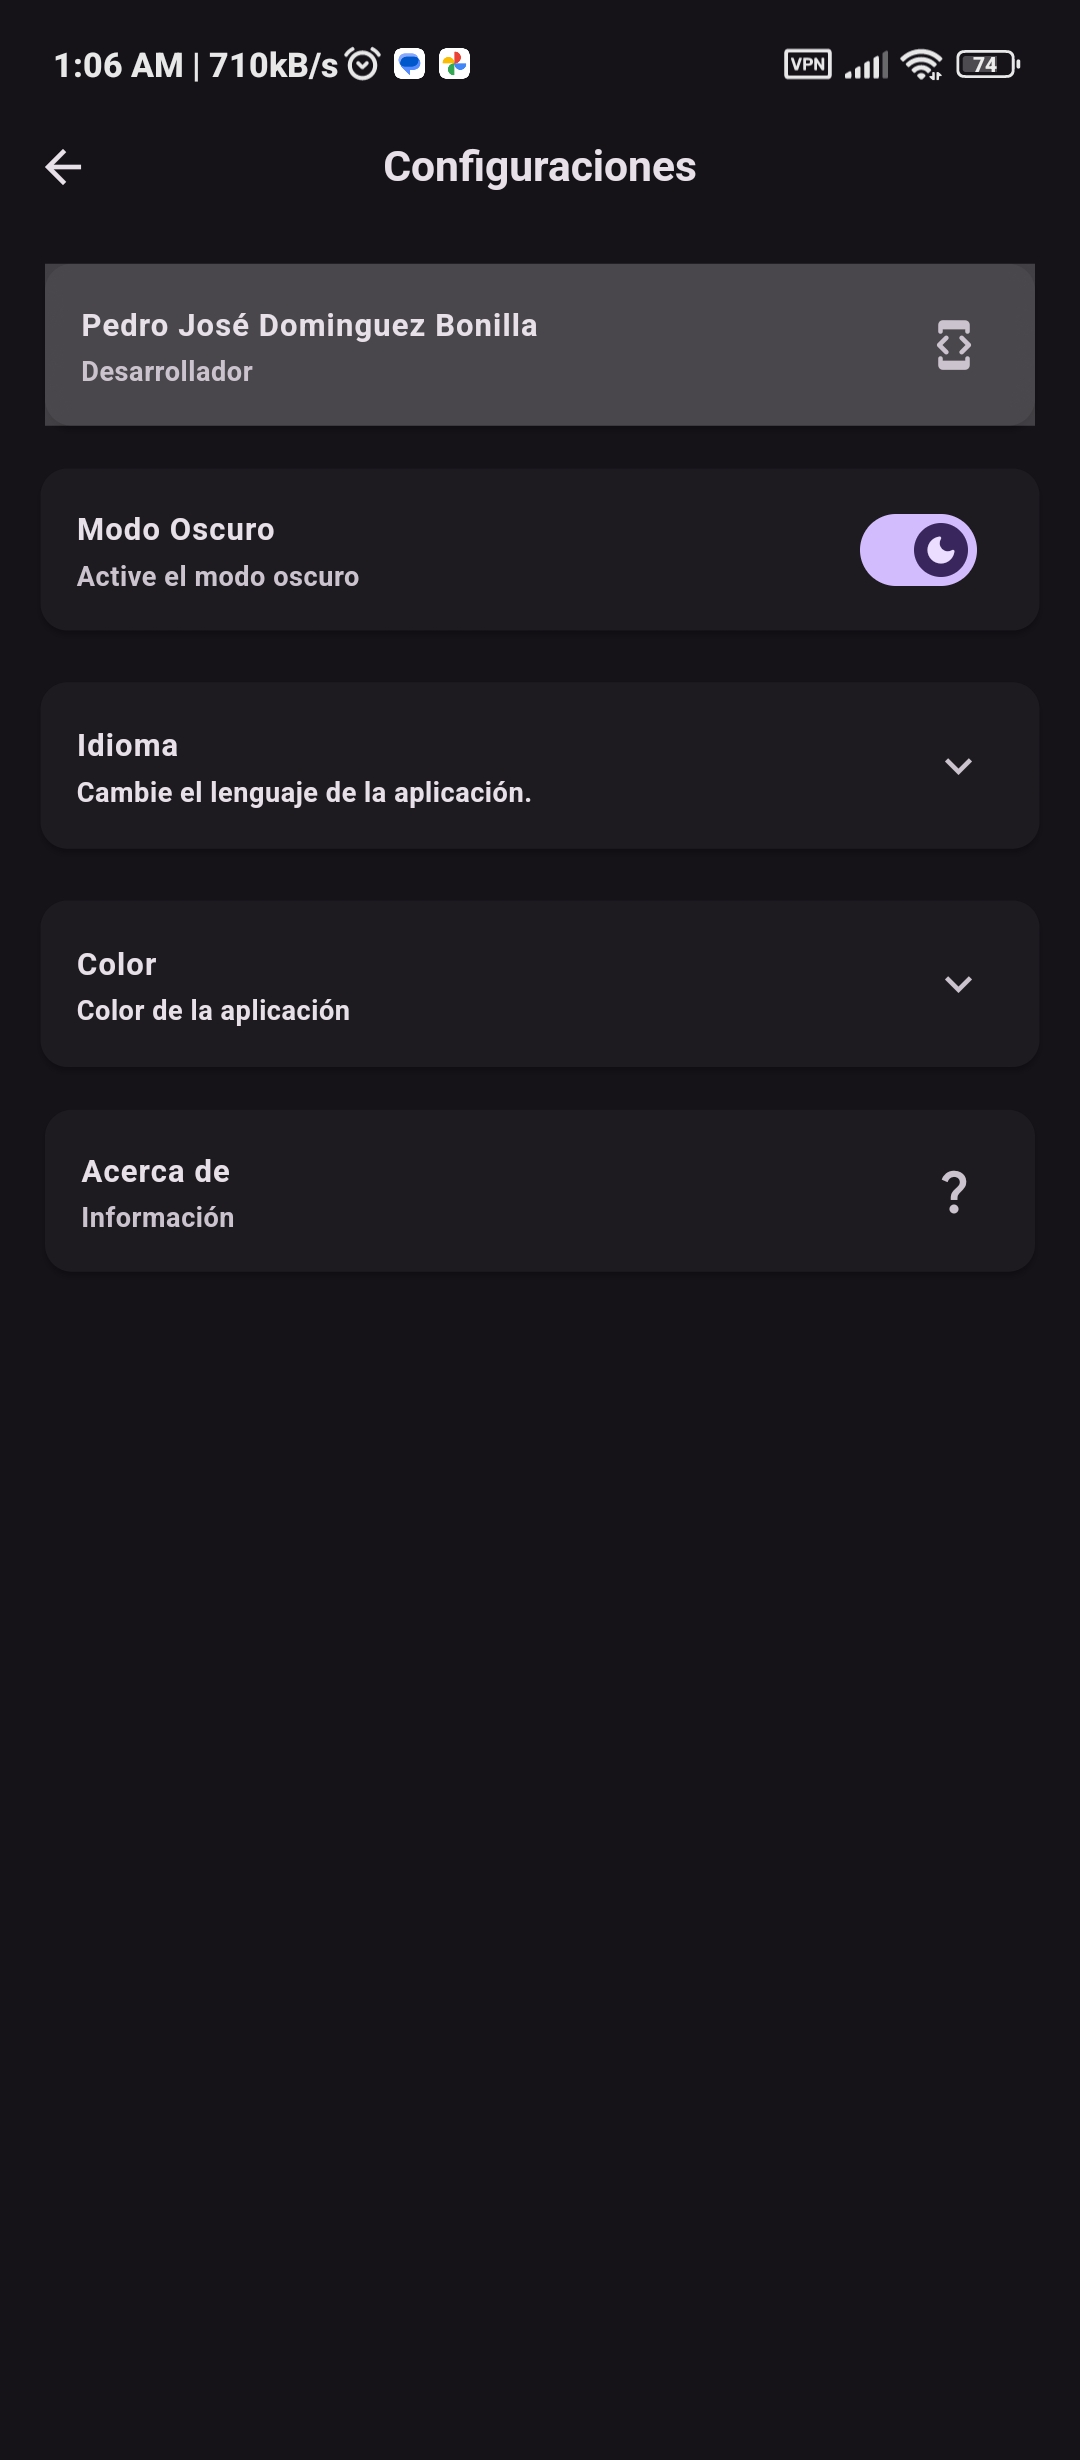 1:06 AM | 710kB/s VPN 74
Configuraciones
Pedro José Dominguez Bonilla
Desarrollador
Modo Oscuro
Active el modo oscuro
Idioma
Cambie el lenguaje de la aplicación.
Color
Color de la aplicación
Acerca de
Información
?